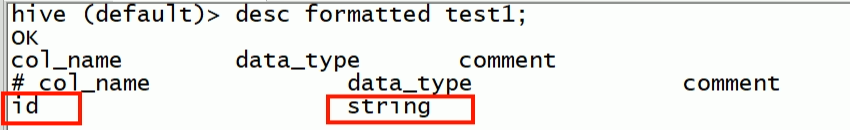 hive (default)> desc formatted test1;
OK
col_name data_type comment
# col_name data_type comment
id string